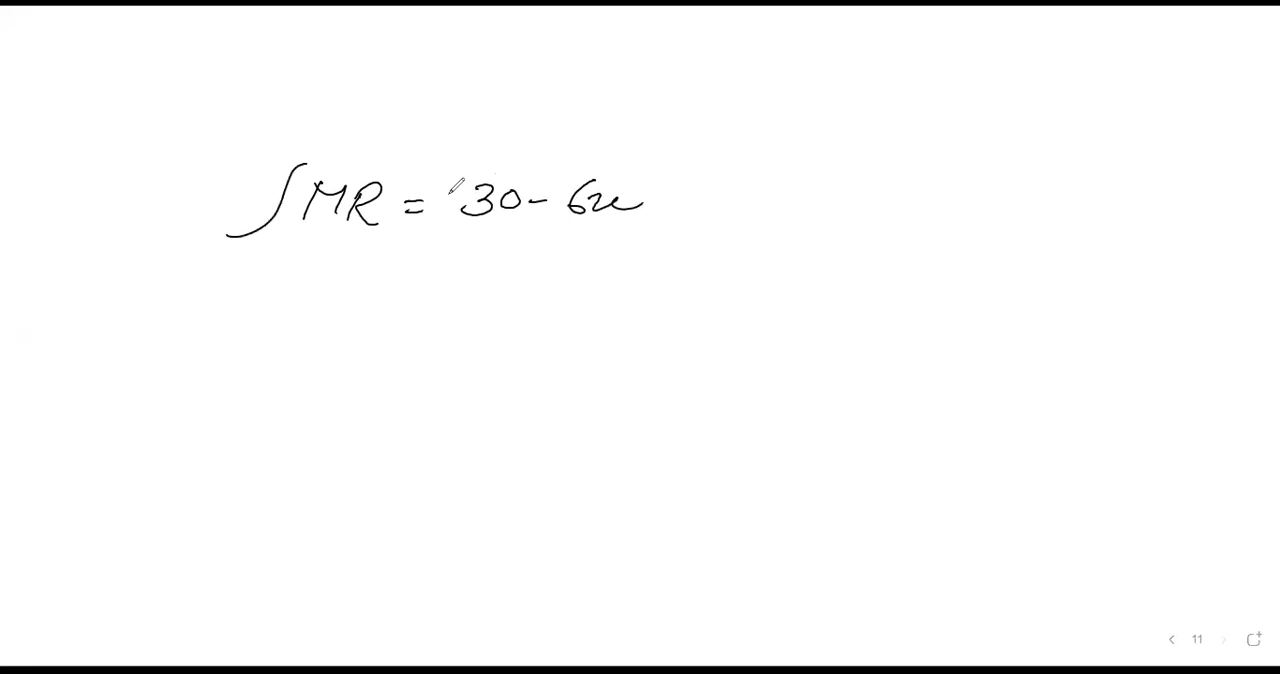 ∫MR = 30 - 6x
11